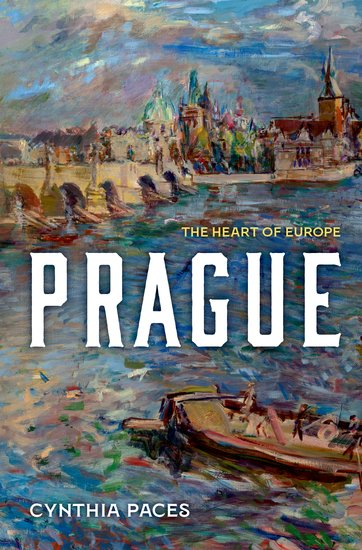 THE HEART OF EUROPE
PRAGUE
CYNTHIA PACES